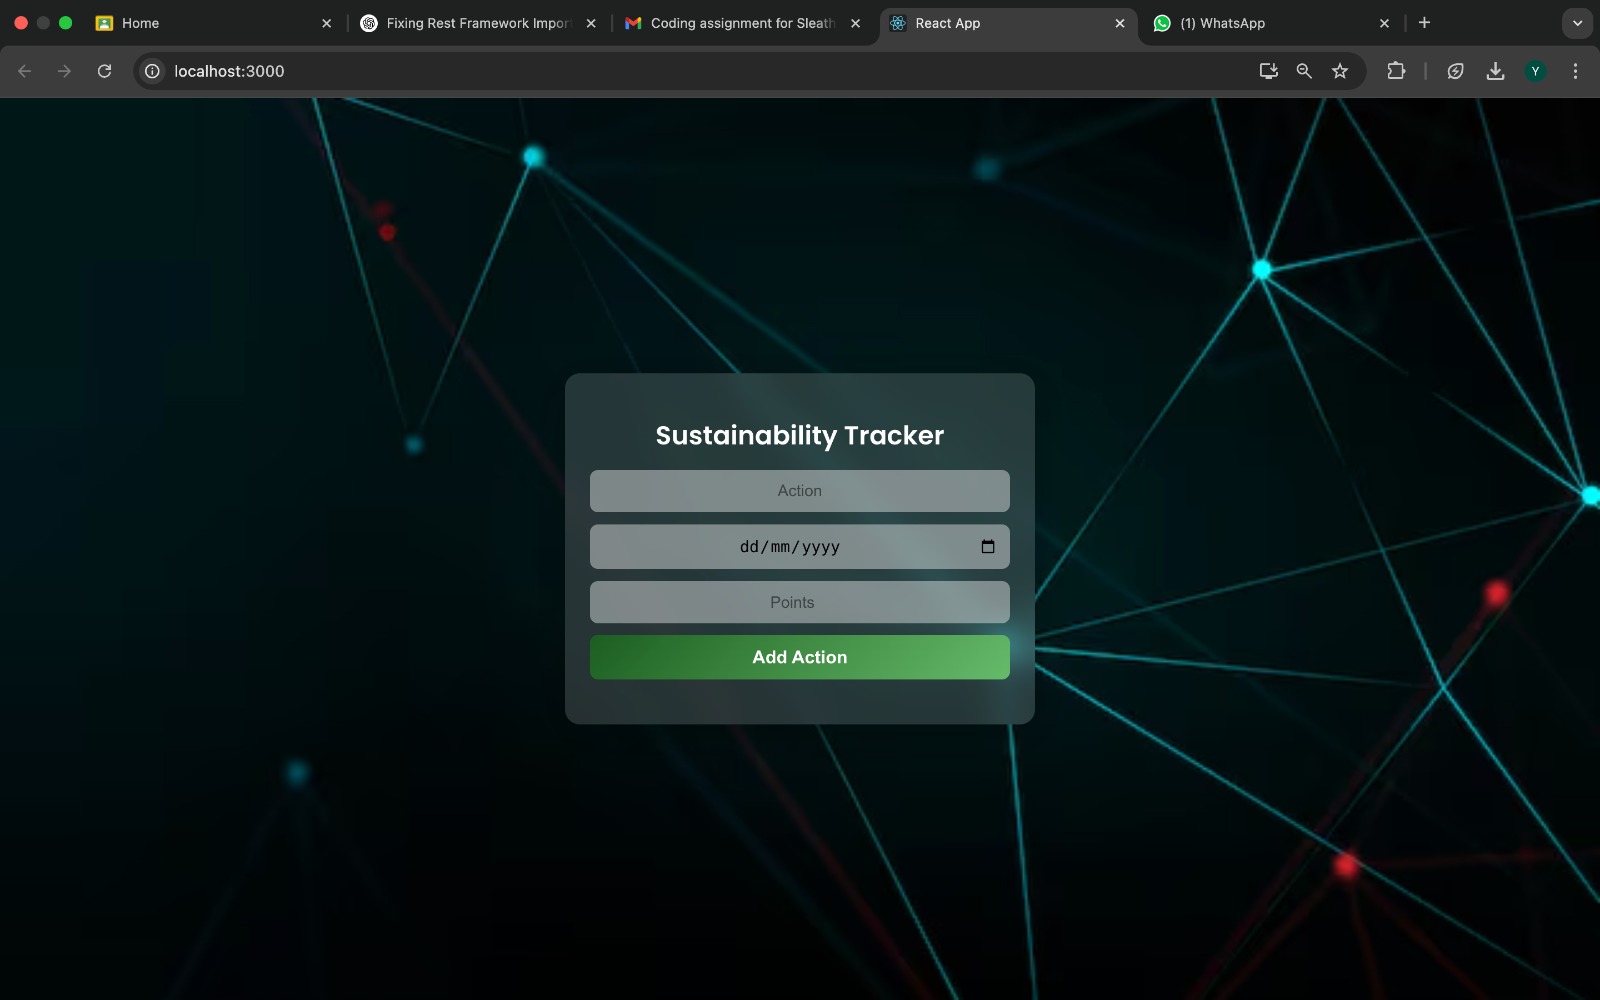 Home
Fixing Rest Framework Impor
Coding assignment for Sleath
React App
(1) WhatsApp
localhost:3000
Y
Sustainability Tracker
Action
dd/mm/yyyy
Points
Add Action